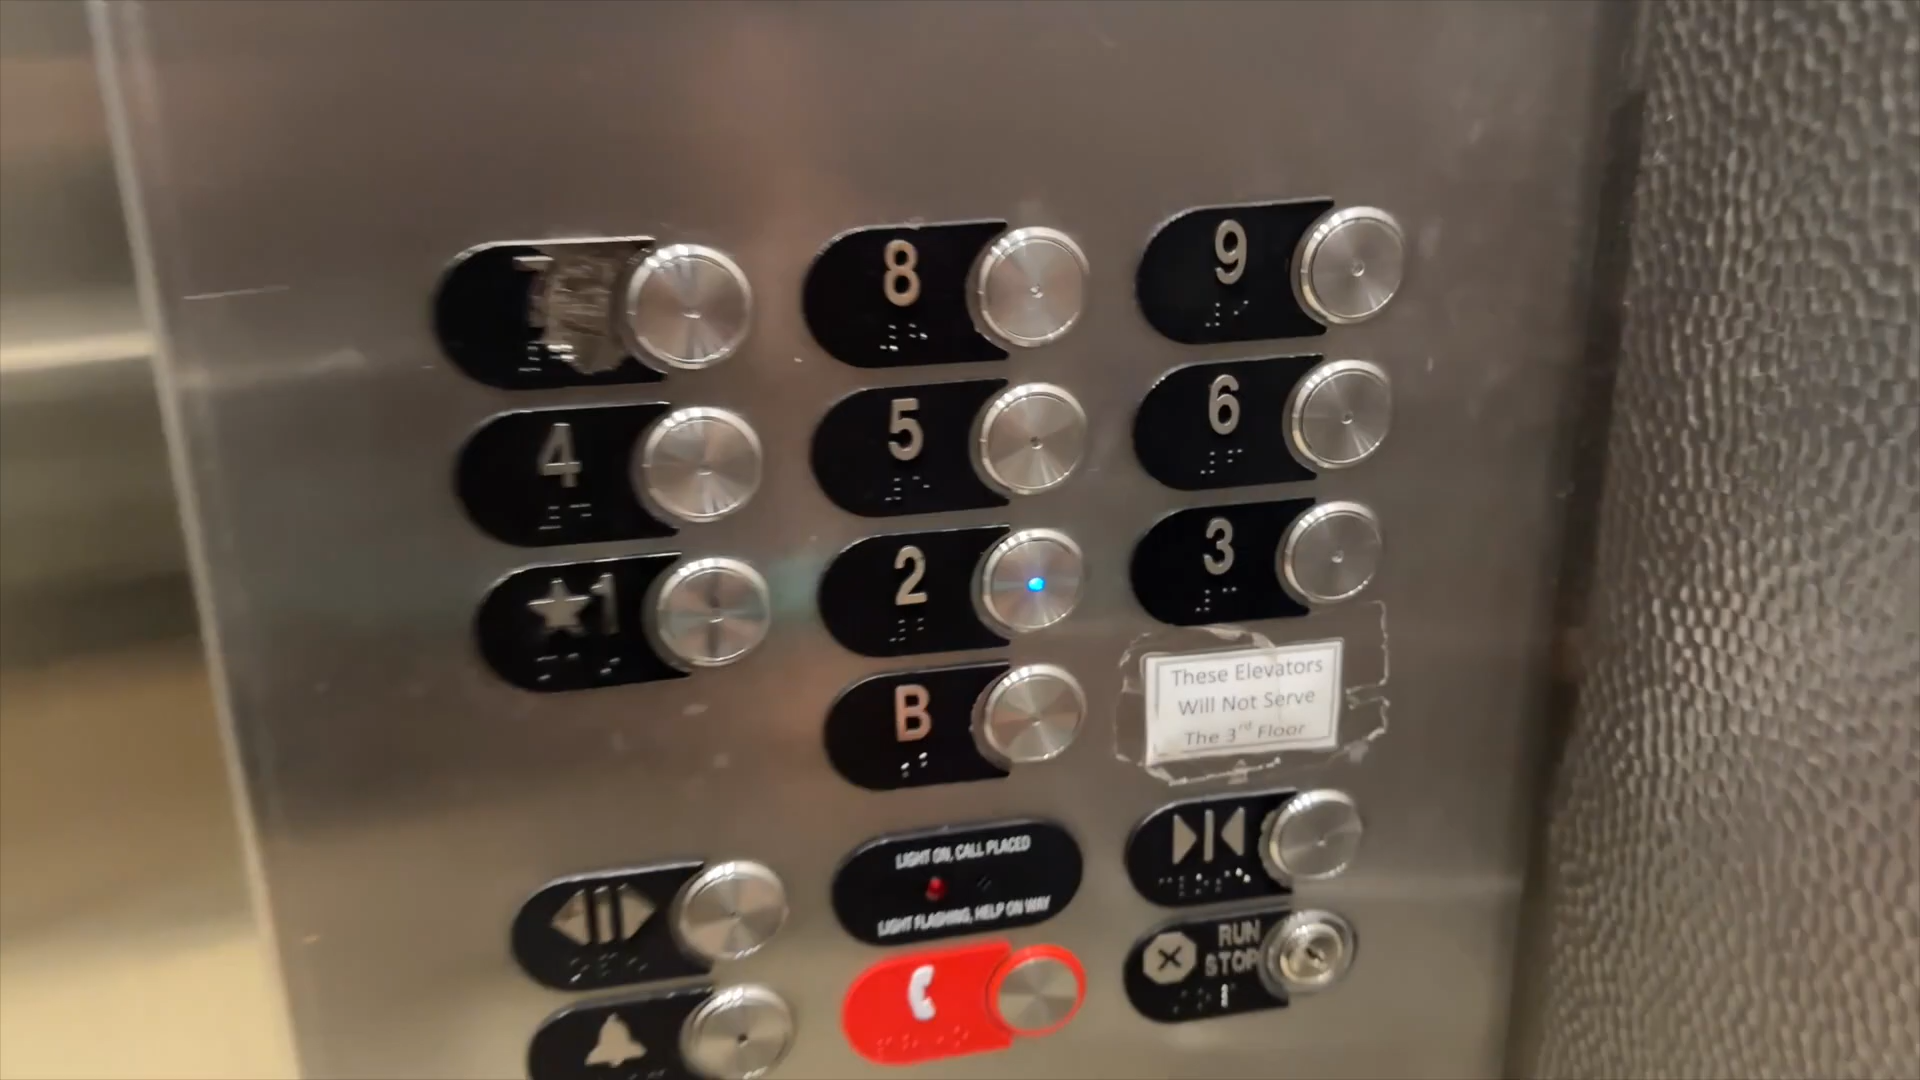 8
9
4
5
6
★1
2
3
B
These Elevators
Will Not Serve
The 3rd Floor
LIGHT ON, CALL PLACED
LIGHT FLASHING, HELP ON WAY
RUN
STOP